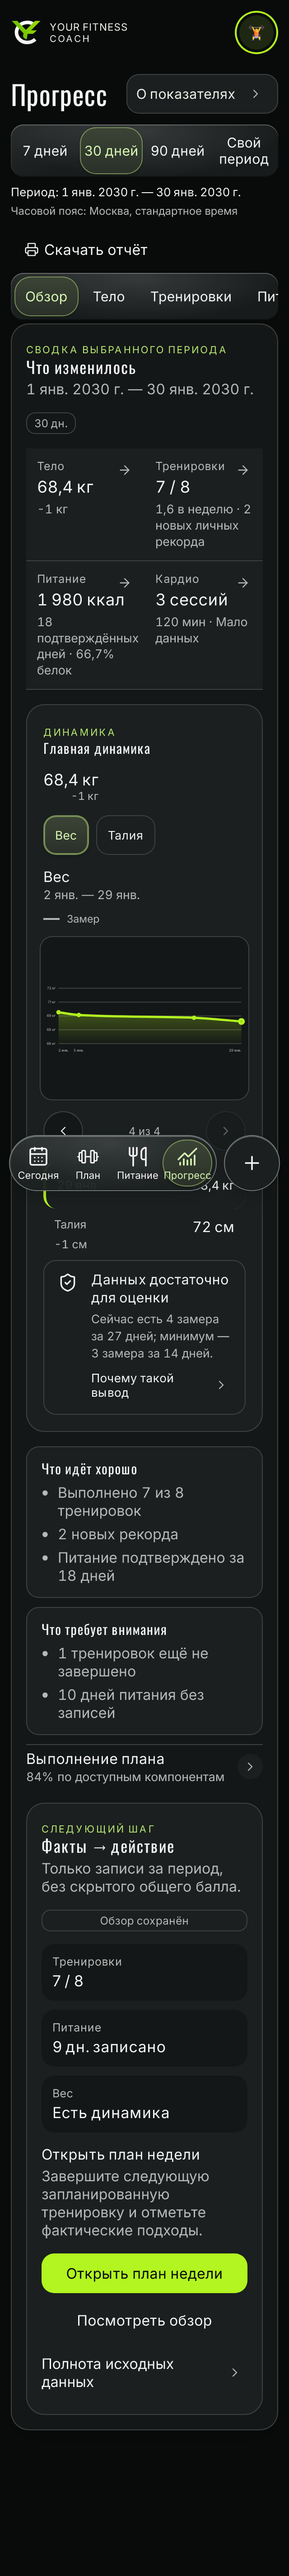 YOUR FITNESS
COACH
Прогресс
О показателях
7 дней
30 дней
90 дней
Свой
период
Период: 1 янв. 2030 г. — 30 янв. 2030 г.
Часовой пояс: Москва, стандартное время
Скачать отчёт
Обзор
Тело
Тренировки
Пит
СВОДКА ВЫБРАННОГО ПЕРИОДА
Что изменилось
1 янв. 2030 г. — 30 янв. 2030 г.
30 дн.
Тело
68,4 кг
-1 кг
Тренировки
7 / 8
1,6 в неделю · 2
новых личных
рекорда
Питание
1 980 ккал
18
подтверждённых
дней · 66,7%
белок
Кардио
3 сессий
120 мин · Мало
данных
ДИНАМИКА
Главная динамика
68,4 кг
-1 кг
Вес
Талия
Вес
2 янв. — 29 янв.
Замер
4 из 4
Сегодня
План
Питание
Прогресс
,4 кг
Талия
-1 см
72 см
Данных достаточно
для оценки
Сейчас есть 4 замера
за 27 дней; минимум —
3 замера за 14 дней.
Почему такой
вывод
Что идёт хорошо
• Выполнено 7 из 8
тренировок
• 2 новых рекорда
• Питание подтверждено за
18 дней
Что требует внимания
• 1 тренировок ещё не
завершено
• 10 дней питания без
записей
Выполнение плана
84% по доступным компонентам
СЛЕДУЮЩИЙ ШАГ
Факты → действие
Только записи за период,
без скрытого общего балла.
Обзор сохранён
Тренировки
7 / 8
Питание
9 дн. записано
Вес
Есть динамика
Открыть план недели
Завершите следующую
запланированную
тренировку и отметьте
фактические подходы.
Открыть план недели
Посмотреть обзор
Полнота исходных
данных